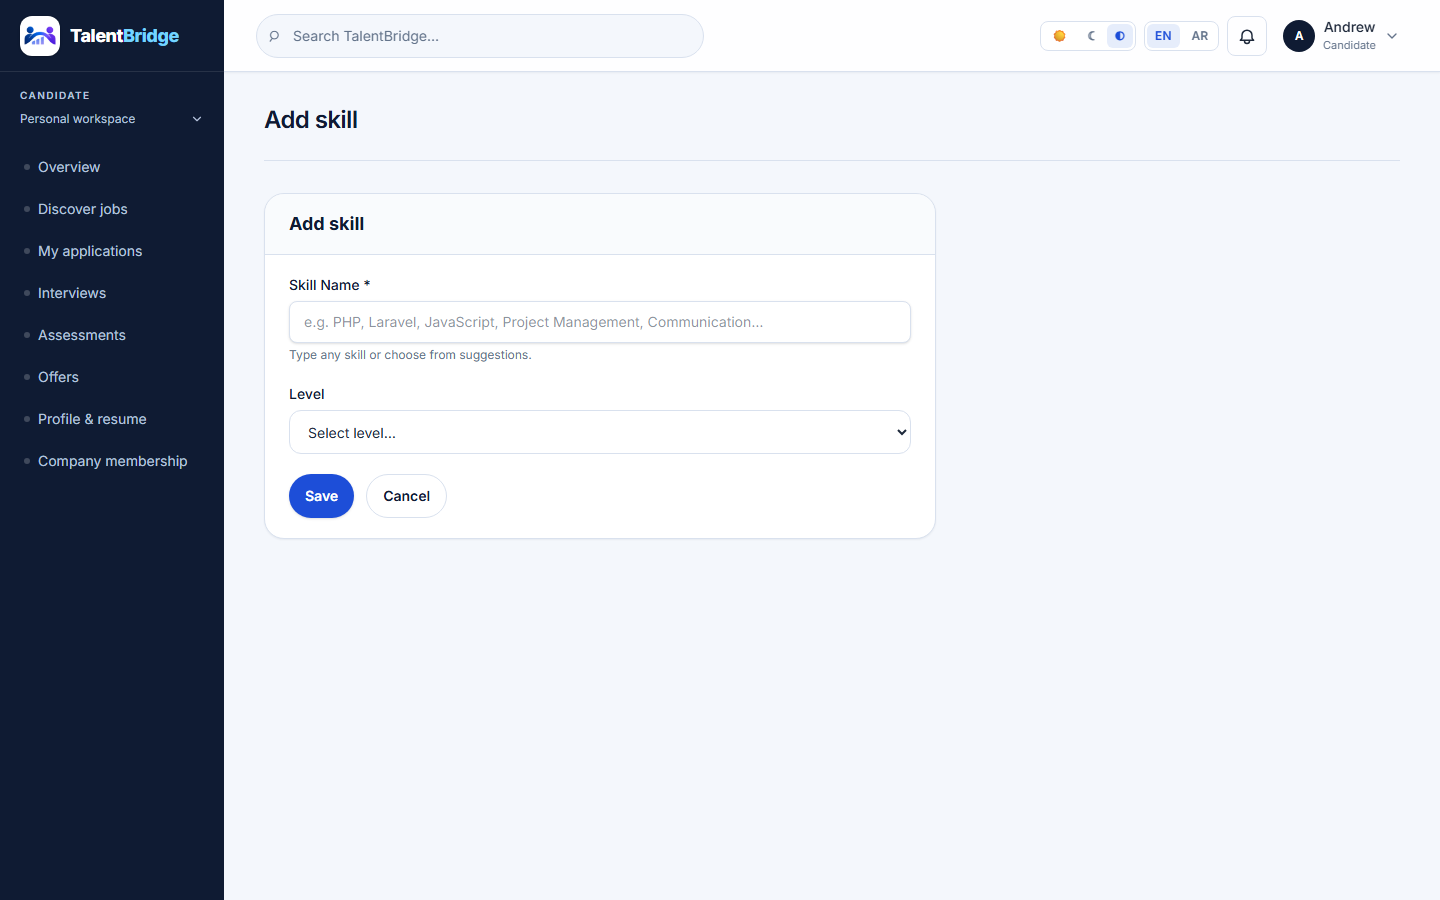 TalentBridge
Search TalentBridge...
EN AR
A
Andrew
Candidate
CANDIDATE
Personal workspace
Overview
Discover jobs
My applications
Interviews
Assessments
Offers
Profile & resume
Company membership
Add skill
Add skill
Skill Name *
e.g. PHP, Laravel, JavaScript, Project Management, Communication...
Type any skill or choose from suggestions.
Level
Select level...
Save Cancel